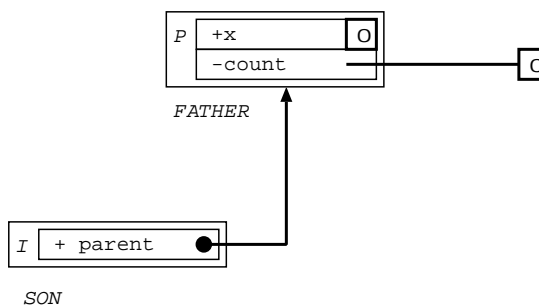 P +x O
-count O
FATHER
I + parent
SON